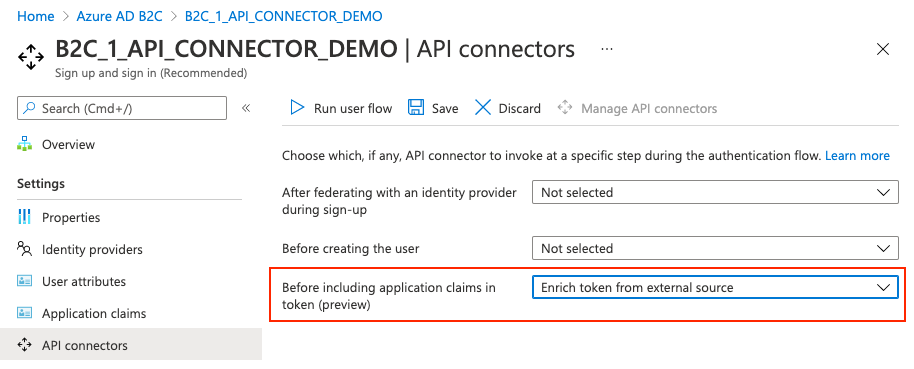 Home > Azure AD B2C > B2C_1_API_CONNECTOR_DEMO
B2C_1_API_CONNECTOR_DEMO | API connectors ...
Sign up and sign in (Recommended)
Search (Cmd+/) «
Run user flow Save Discard Manage API connectors
Overview
Choose which, if any, API connector to invoke at a specific step during the authentication flow. Learn more
Settings
After federating with an identity provider Not selected
during sign-up
Properties
Identity providers
Before creating the user Not selected
User attributes
Before including application claims in Enrich token from external source
token (preview)
Application claims
API connectors